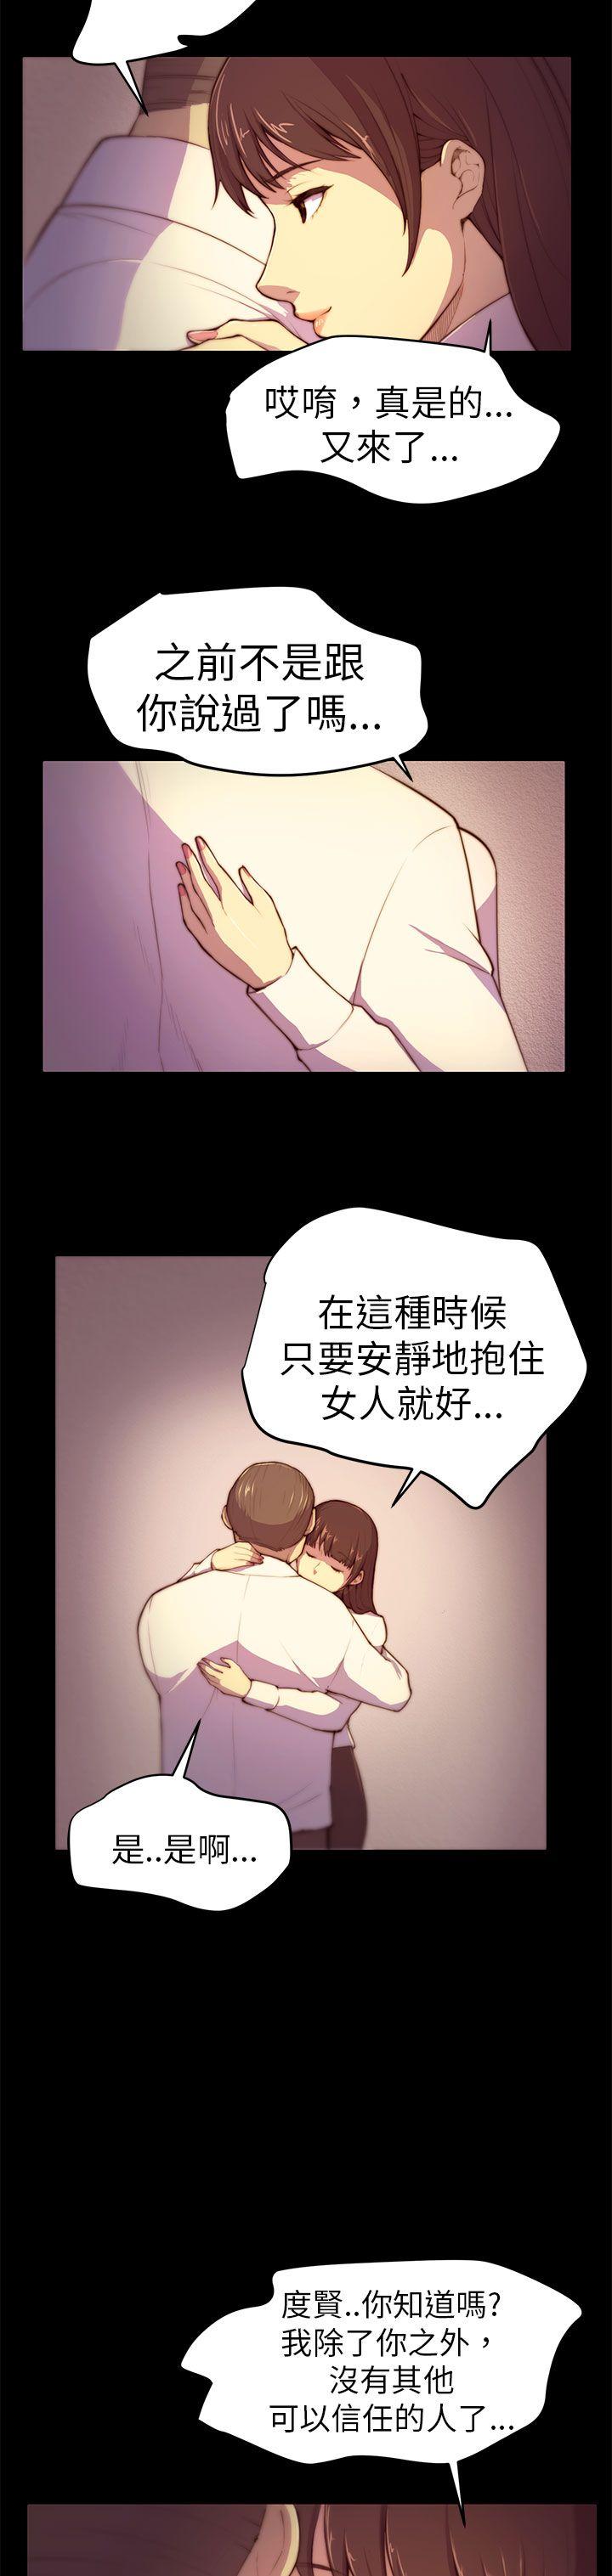 哎唷，真是的...
又來了...
之前不是跟
你說過了嗎...
在這種時候
只要安靜地抱住
女人就好...
是..是啊...
度賢..你知道嗎?
我除了你之外，
沒有其他
可以信任的人了...